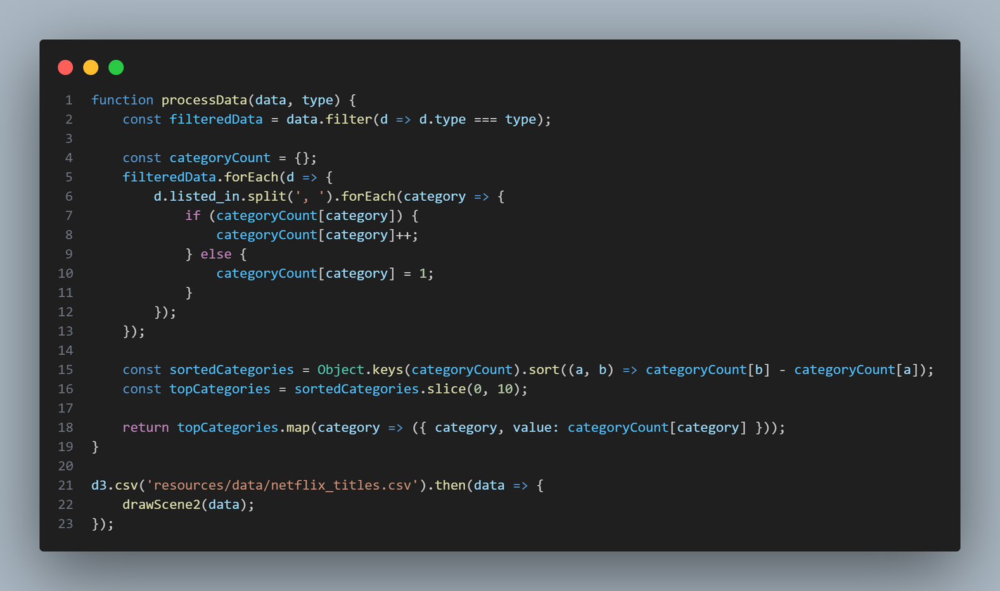 1 function processData(data, type) {
2     const filteredData = data.filter(d => d.type === type);
3
4     const categoryCount = {};
5     filteredData.forEach(d => {
6         d.listed_in.split(', ').forEach(category => {
7             if (categoryCount[category]) {
8                 categoryCount[category]++;
9             } else {
10                 categoryCount[category] = 1;
11             }
12         });
13     });
14
15     const sortedCategories = Object.keys(categoryCount).sort((a, b) => categoryCount[b] - categoryCount[a]);
16     const topCategories = sortedCategories.slice(0, 10);
17
18     return topCategories.map(category => ({ category, value: categoryCount[category] }));
19 }
20
21 d3.csv('resources/data/netflix_titles.csv').then(data => {
22     drawScene2(data);
23 });